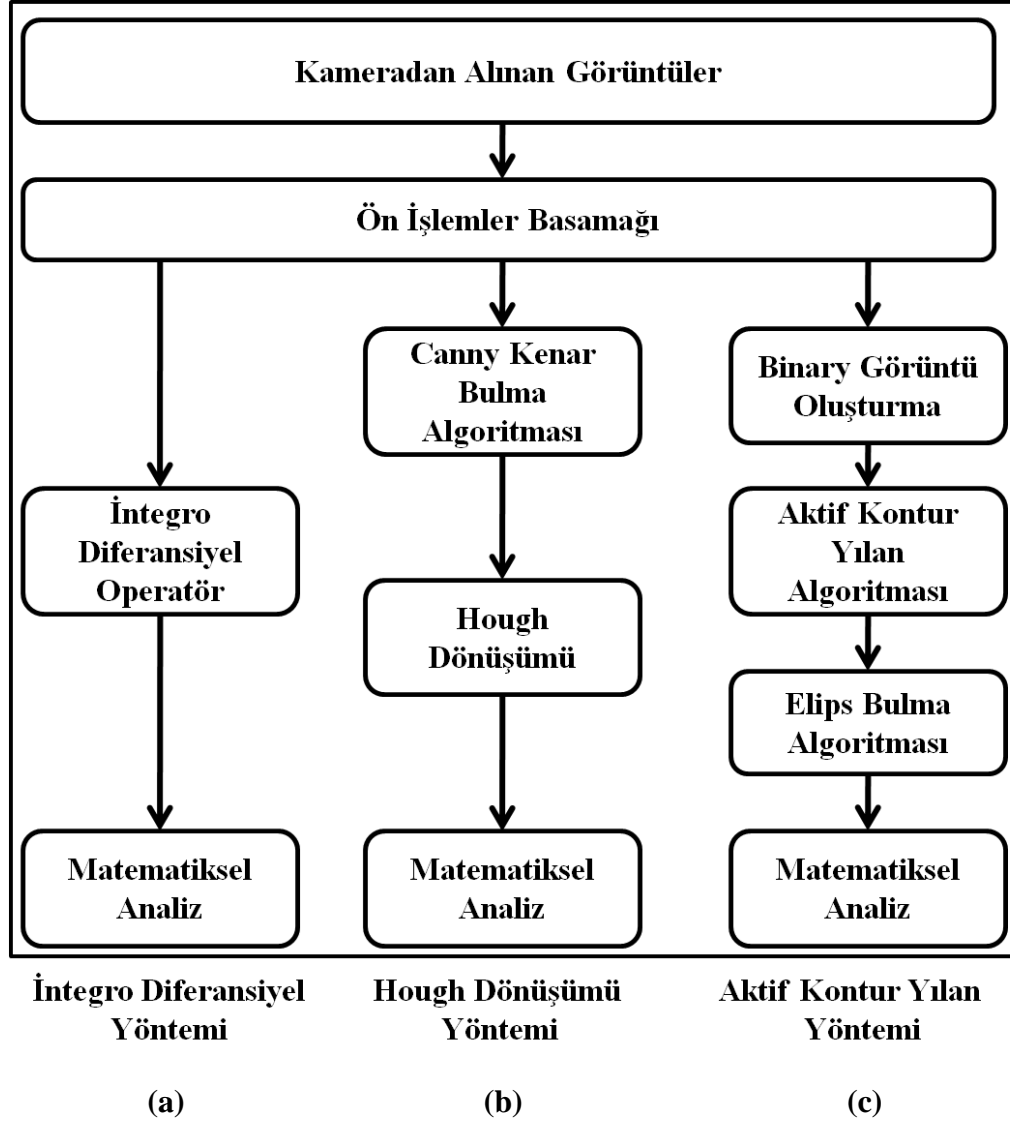 Kameradan Alınan Görüntüler
Ön İşlemler Basamağı
İntegro
Diferansiyel
Operatör
Matematiksel
Analiz
Canny Kenar
Bulma
Algoritması
Hough
Dönüşümü
Matematiksel
Analiz
Binary Görüntü
Oluşturma
Aktif Kontur
Yılan
Algoritması
Elips Bulma
Algoritması
Matematiksel
Analiz
İntegro Diferansiyel
Yöntemi
Hough Dönüşümü
Yöntemi
Aktif Kontur Yılan
Yöntemi
(a)
(b)
(c)